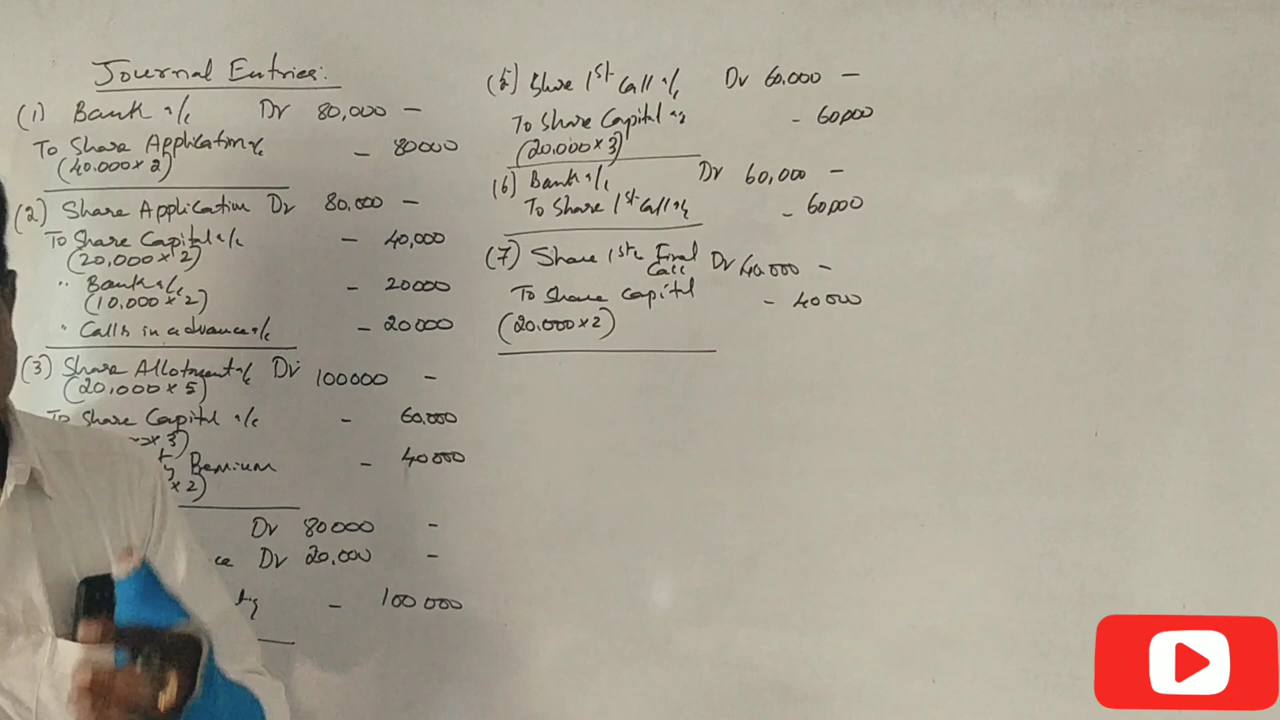 Journal Entries:
(1) Bank a/c Dr 80,000 —
To Share Application a/c — 80000
(40.000 x 2)
(2) Share Application Dr 80,000 —
To Share Capital a/c — 40,000
(20,000 x 2)
" Bank a/c — 20000
(10,000 x 2)
" Calls in advance a/c — 20000
(3) Share Allotment a/c Dr 100000 —
(20,000 x 5)
To Share Capital a/c — 60,000
x 3)
Premium — 40000
x 2)
Dr 80000 —
ce Dr 20,000 —
— 100000
(5) Share 1st Call a/c Dr 60.000 —
To Share Capital a/c — 60,000
(20.000 x 3)
(6) Bank a/c Dr 60,000 —
To Share 1st Call a/c — 60,000
(7) Share 1st & Final Call Dr 40.000 —
To Share Capital — 40000
(20.000 x 2)